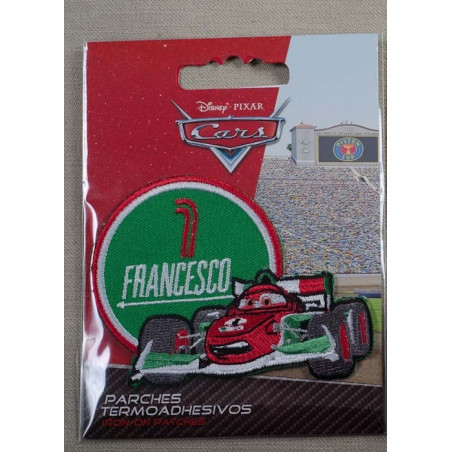 Disney · PIXAR
Cars
1
FRANCESCO
PARCHES
TERMOADHESIVOS
IRON-ON PATCHES